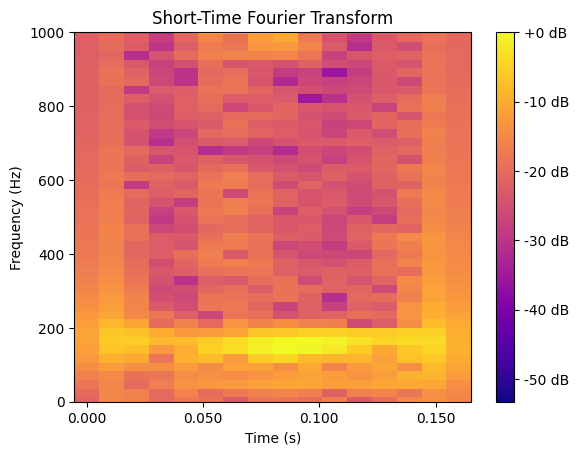 Short-Time Fourier Transform
Frequency (Hz)
1000
800
600
400
200
0
0.000
0.050
0.100
0.150
Time (s)
+0 dB
-10 dB
-20 dB
-30 dB
-40 dB
-50 dB